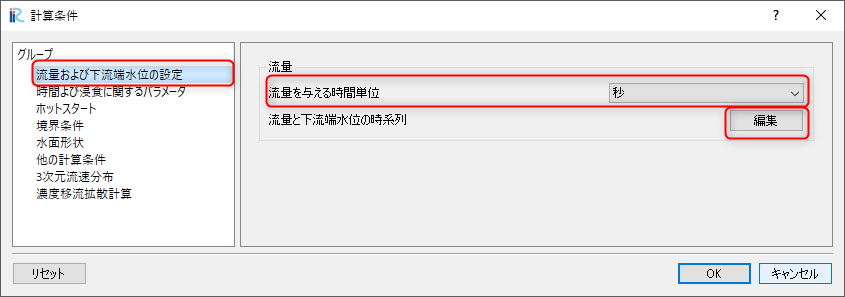 計算条件
グループ
流量および下流端水位の設定
時間よび浸食に関するパラメータ
ホットスタート
境界条件
水面形状
他の計算条件
3次元流速分布
濃度移流拡散計算
流量
流量を与える時間単位
秒
流量と下流端水位の時系列
編集
リセット
OK
キャンセル